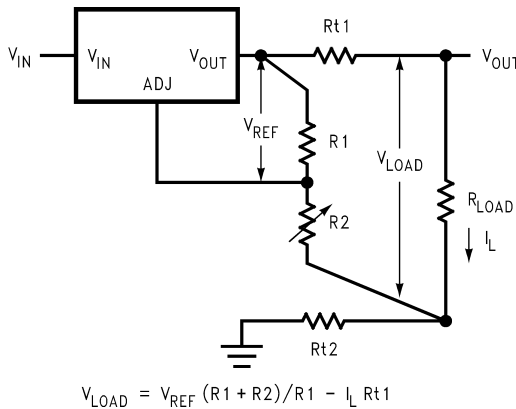 Rt1
V_IN
V_IN
V_OUT
V_OUT
ADJ
V_REF
R1
V_LOAD
R_LOAD
R2
I_L
Rt2
V_LOAD = V_REF (R1 + R2)/R1 - I_L Rt1